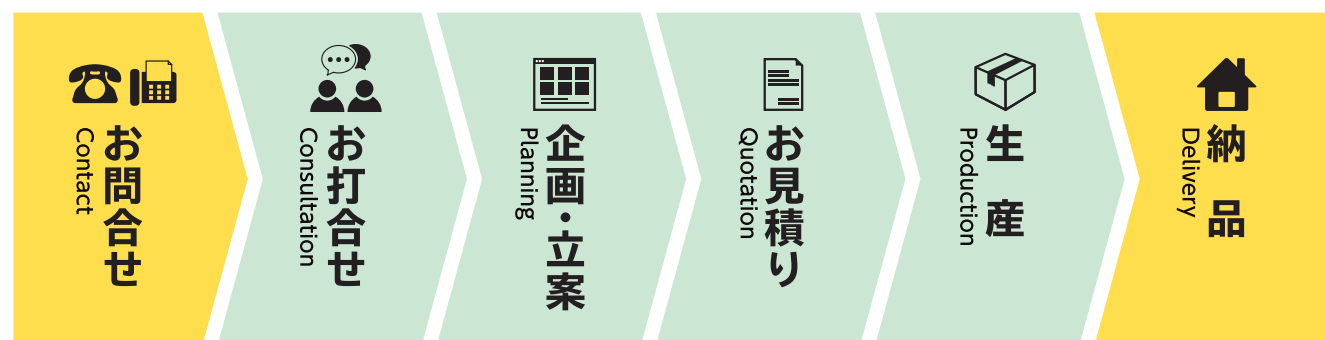 お問合せ
Contact
お打合せ
Consultation
企画・立案
Planning
お見積り
Quotation
生産
Production
納品
Delivery